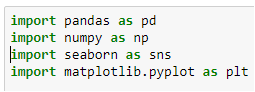 import pandas as pd
import numpy as np
import seaborn as sns
import matplotlib.pyplot as plt